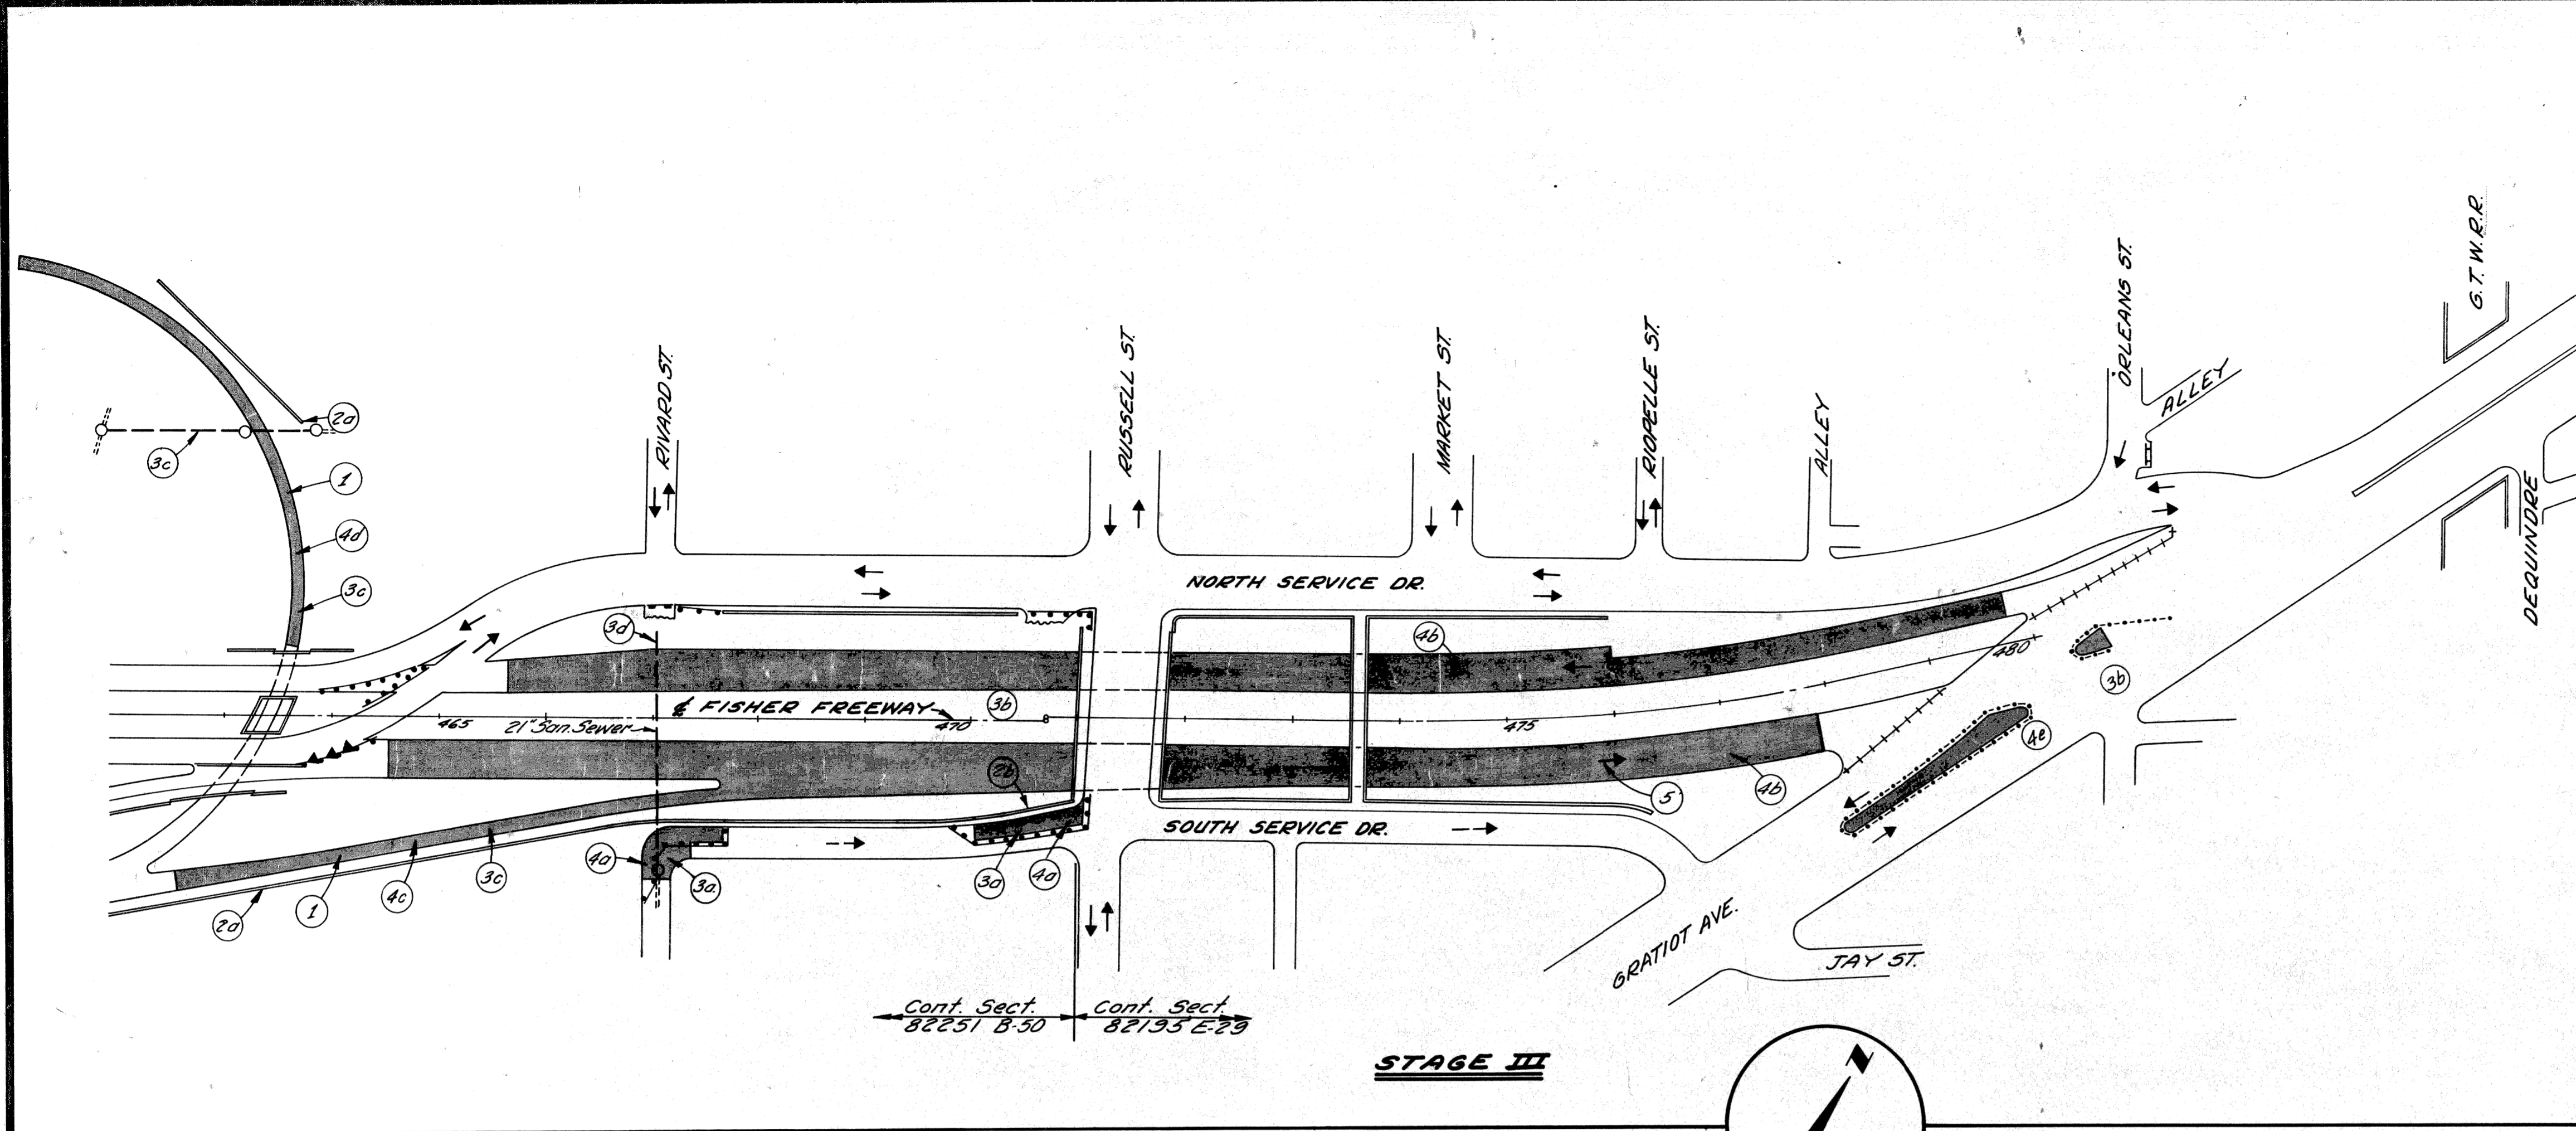 G.T.W.R.R.
ORLEANS ST.
RIVARD ST.
RUSSELL ST.
MARKET ST.
RIOPELLE ST.
ALLEY
ALLEY
DEQUINDRE
2a
3c
1
4d
3c
NORTH SERVICE DR.
3d
4b
480
3b
℄ FISHER FREEWAY
3b
465
21" San. Sewer
470
8
475
4e
2b
5
4b
SOUTH SERVICE DR.
4a
3a
3a
4a
3c
4c
1
2a
GRATIOT AVE.
JAY ST.
Cont. Sect.
82251 B-50
Cont. Sect.
82195 E-29
STAGE III
N